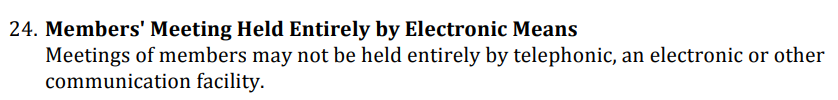 24. Members' Meeting Held Entirely by Electronic Means
Meetings of members may not be held entirely by telephonic, an electronic or other
communication facility.